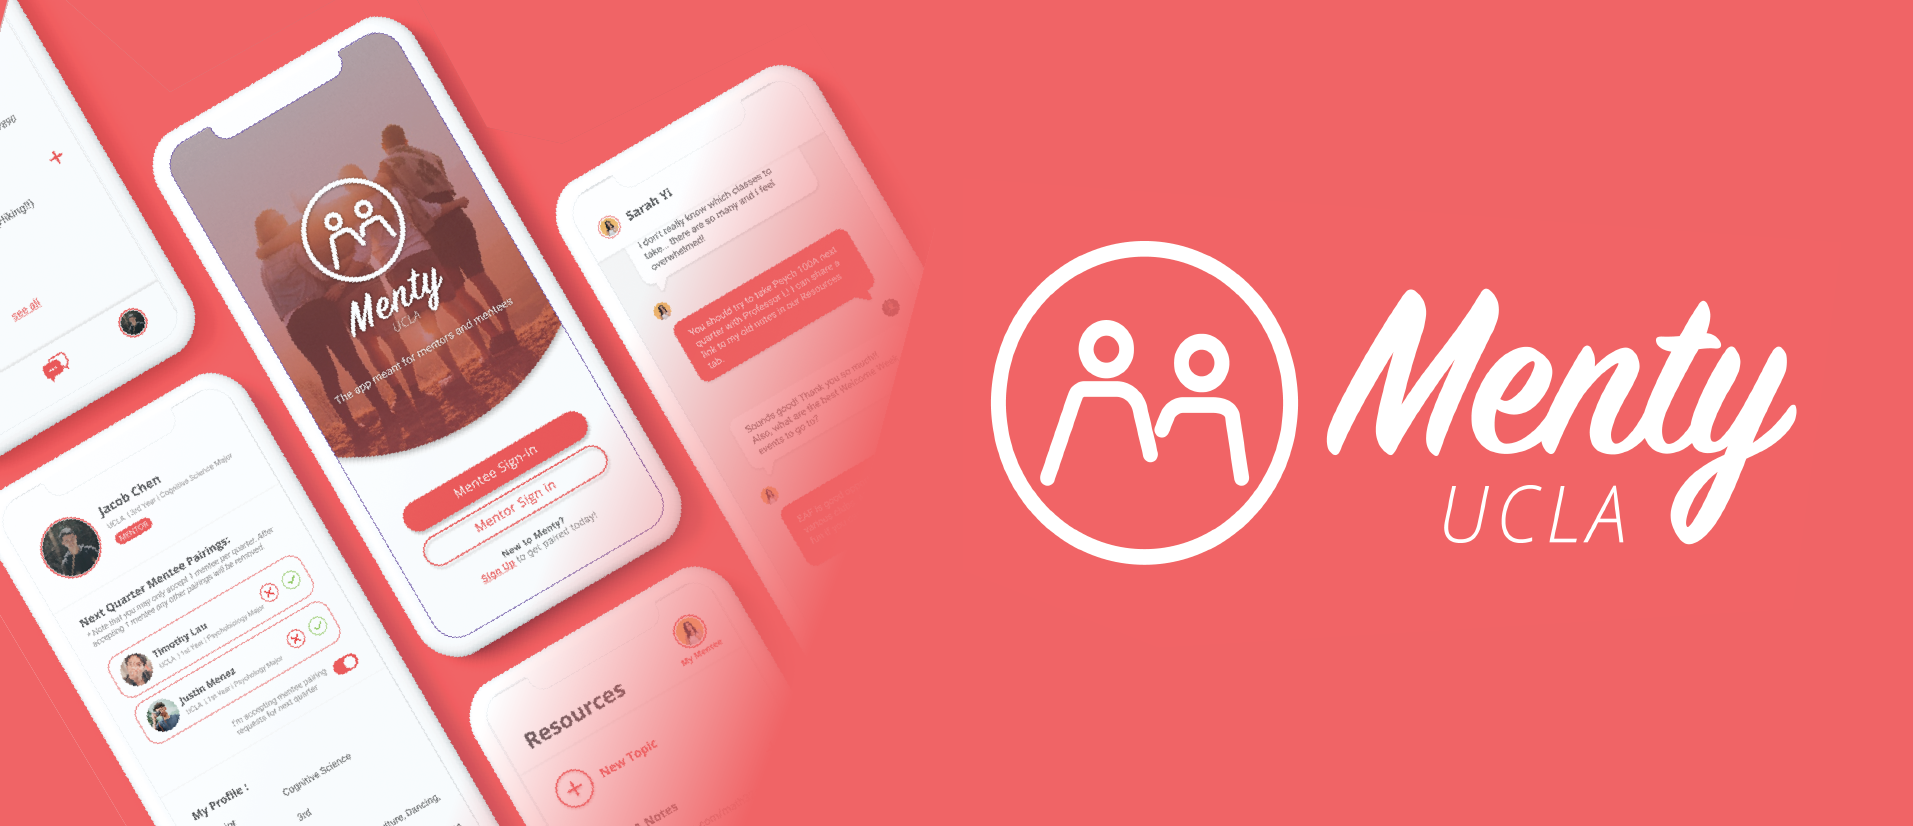 7890
Hiking!!)
see all
Menty
UCLA
The app meant for mentors and mentees
Mentee Sign-in
Mentor Sign in
New to Menty?
Sign Up to get paired today!
Sarah Yi
I don't really know which classes to
take... there are so many and I feel
overwhelmed!
You should try to take Psych 100A next
quarter with Professor L! I can share a
link to my old notes in our Resources
tab.
Sounds good! Thank you so much!
Also, what are the best Welcome Week
events to go to?
Jacob Chen
UCLA | 3rd Year | Cognitive Science Major
MENTOR
Next Quarter Mentee Pairings:
* Note that you may only accept 1 mentee per quarter. After
accepting 1 mentee any other pairings will be removed.
Timothy Lau
UCLA | 1st Year | Psychobiology Major
Justin Menez
UCLA | 1st Year | Psychology Major
I'm accepting mentee pairing
requests for next quarter
My Profile :
Cognitive Science
3rd
Dancing,
Resources
My Mentee
New Topic
Notes
Menty
UCLA